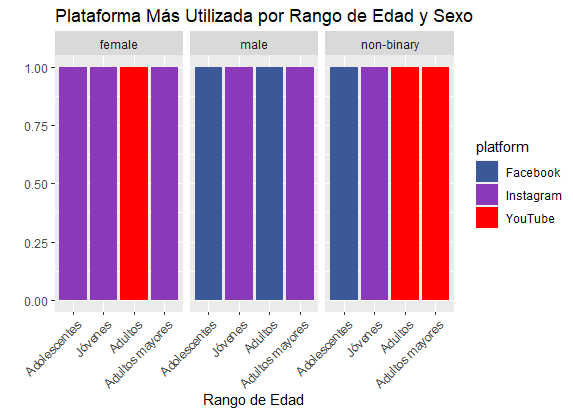 Plataforma Más Utilizada por Rango de Edad y Sexo
female
male
non-binary
1.00
0.75
0.50
0.25
0.00
Adolescentes
Jóvenes
Adultos
Adultos mayores
Adolescentes
Jóvenes
Adultos
Adultos mayores
Adolescentes
Jóvenes
Adultos
Adultos mayores
Rango de Edad
platform
Facebook
Instagram
YouTube